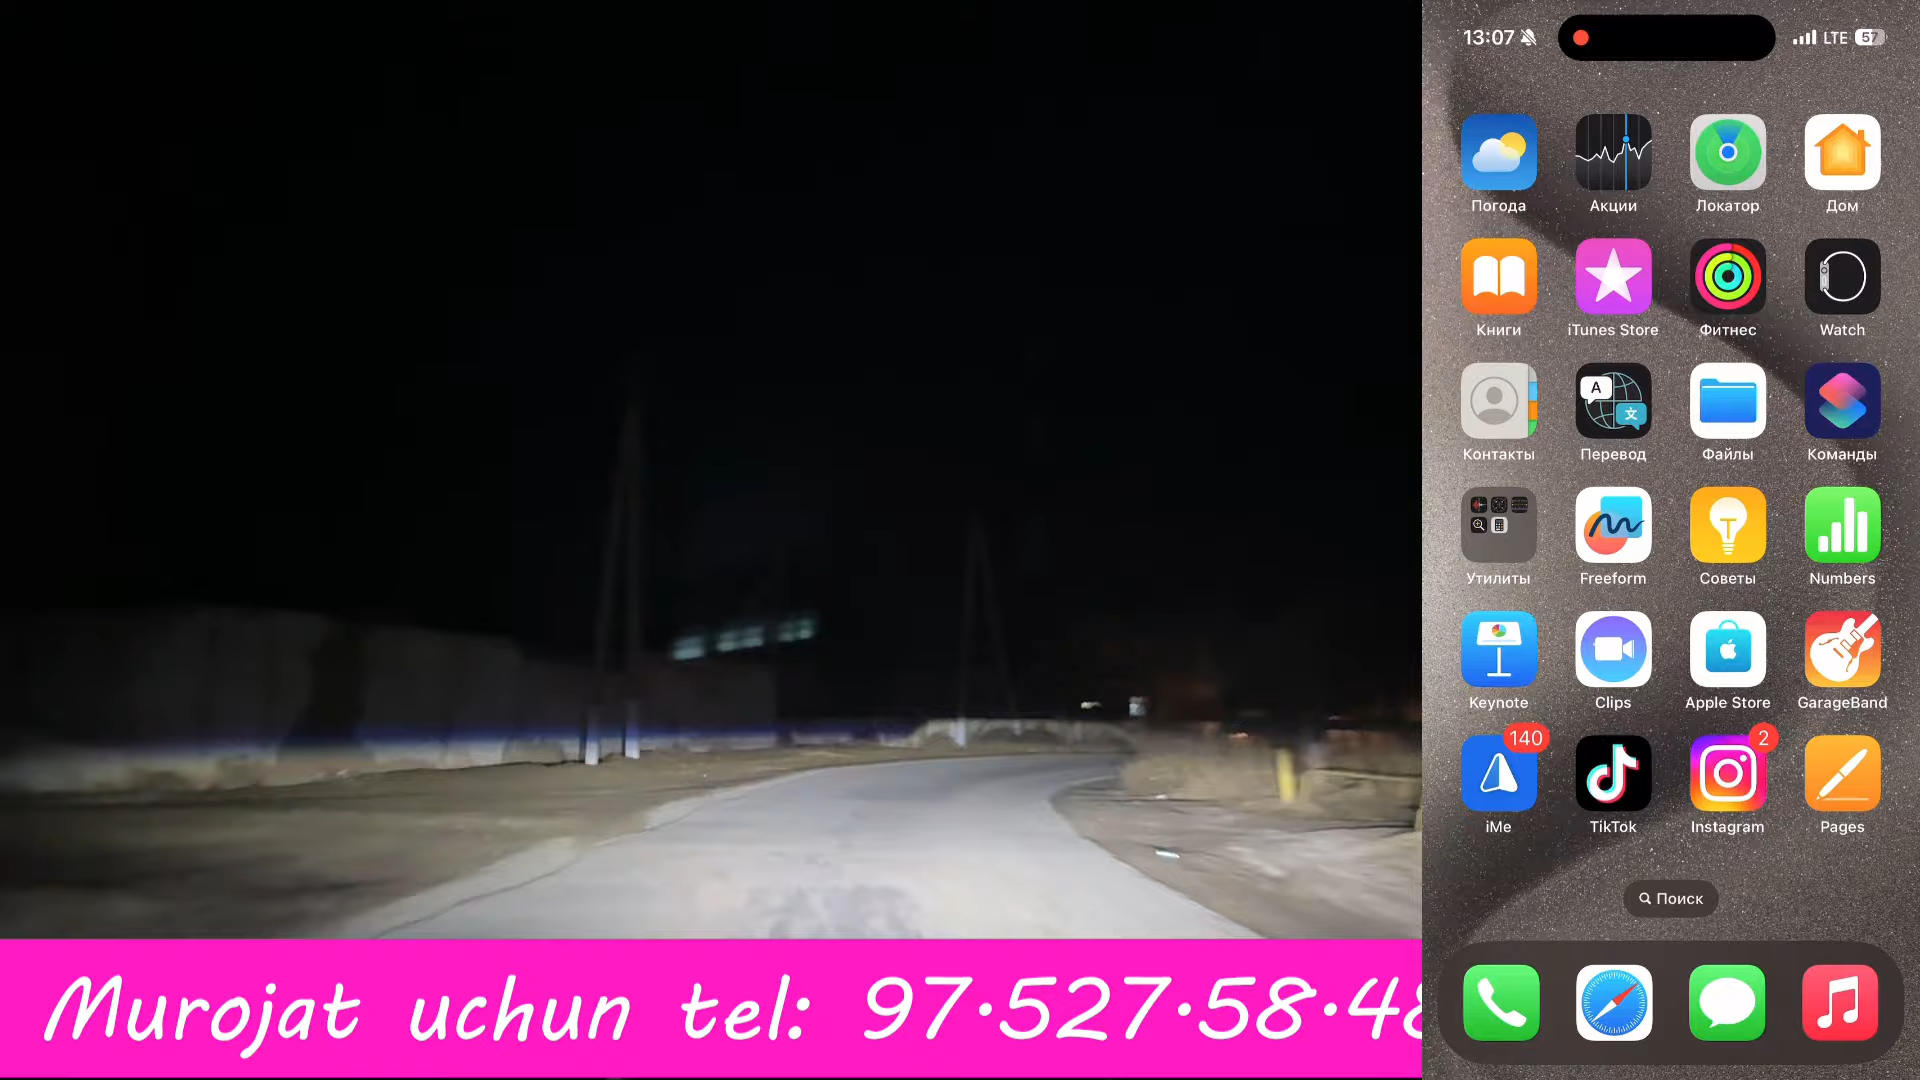 13:07 LTE 57
Погода Акции Локатор Дом
Книги iTunes Store Фитнес Watch
A 文
Контакты Перевод Файлы Команды
Утилиты Freeform Советы Numbers
Keynote Clips Apple Store GarageBand
140 2
iMe TikTok Instagram Pages
Поиск
Murojat uchun tel: 97·527·58·48